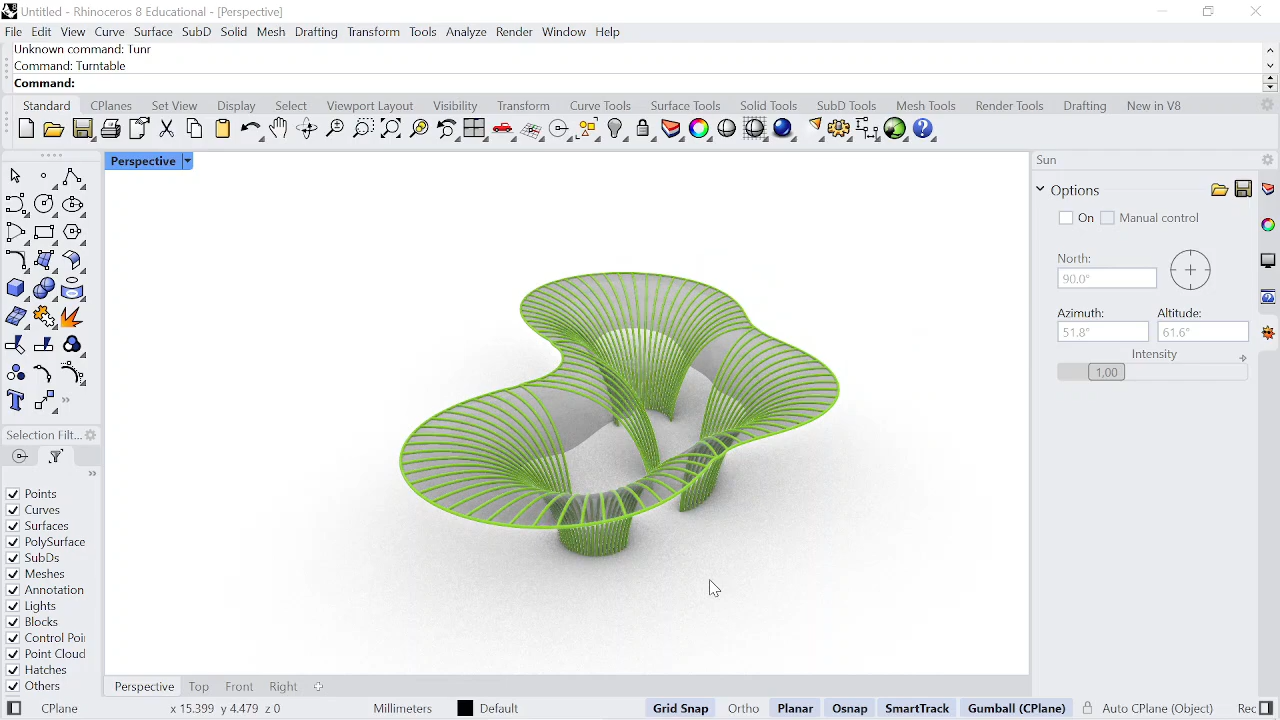 Untitled - Rhinoceros 8 Educational - [Perspective]
File Edit View Curve Surface SubD Solid Mesh Drafting Transform Tools Analyze Render Window Help
Unknown command: Tunr
Command: Turntable
Command:
Standard CPlanes Set View Display Select Viewport Layout Visibility Transform Curve Tools Surface Tools Solid Tools SubD Tools Mesh Tools Render Tools Drafting Now in V8
Perspective
Sun
Options
On Manual control
North:
90.0°
Azimuth: Altitude:
51.8° 61.6°
Intensity
1,00
Selection Filt...
Points
Curves
Surfaces
PolySurface
SubDs
Meshes
Annotation
Lights
Blocks
Control Poi
Point Cloud
Hatches
Others
Perspective Top Front Right
CPlane x 15.399 y 4.479 z 0 Millimeters Default Grid Snap Ortho Planar Osnap SmartTrack Gumball (CPlane) Auto CPlane (Object) Rec